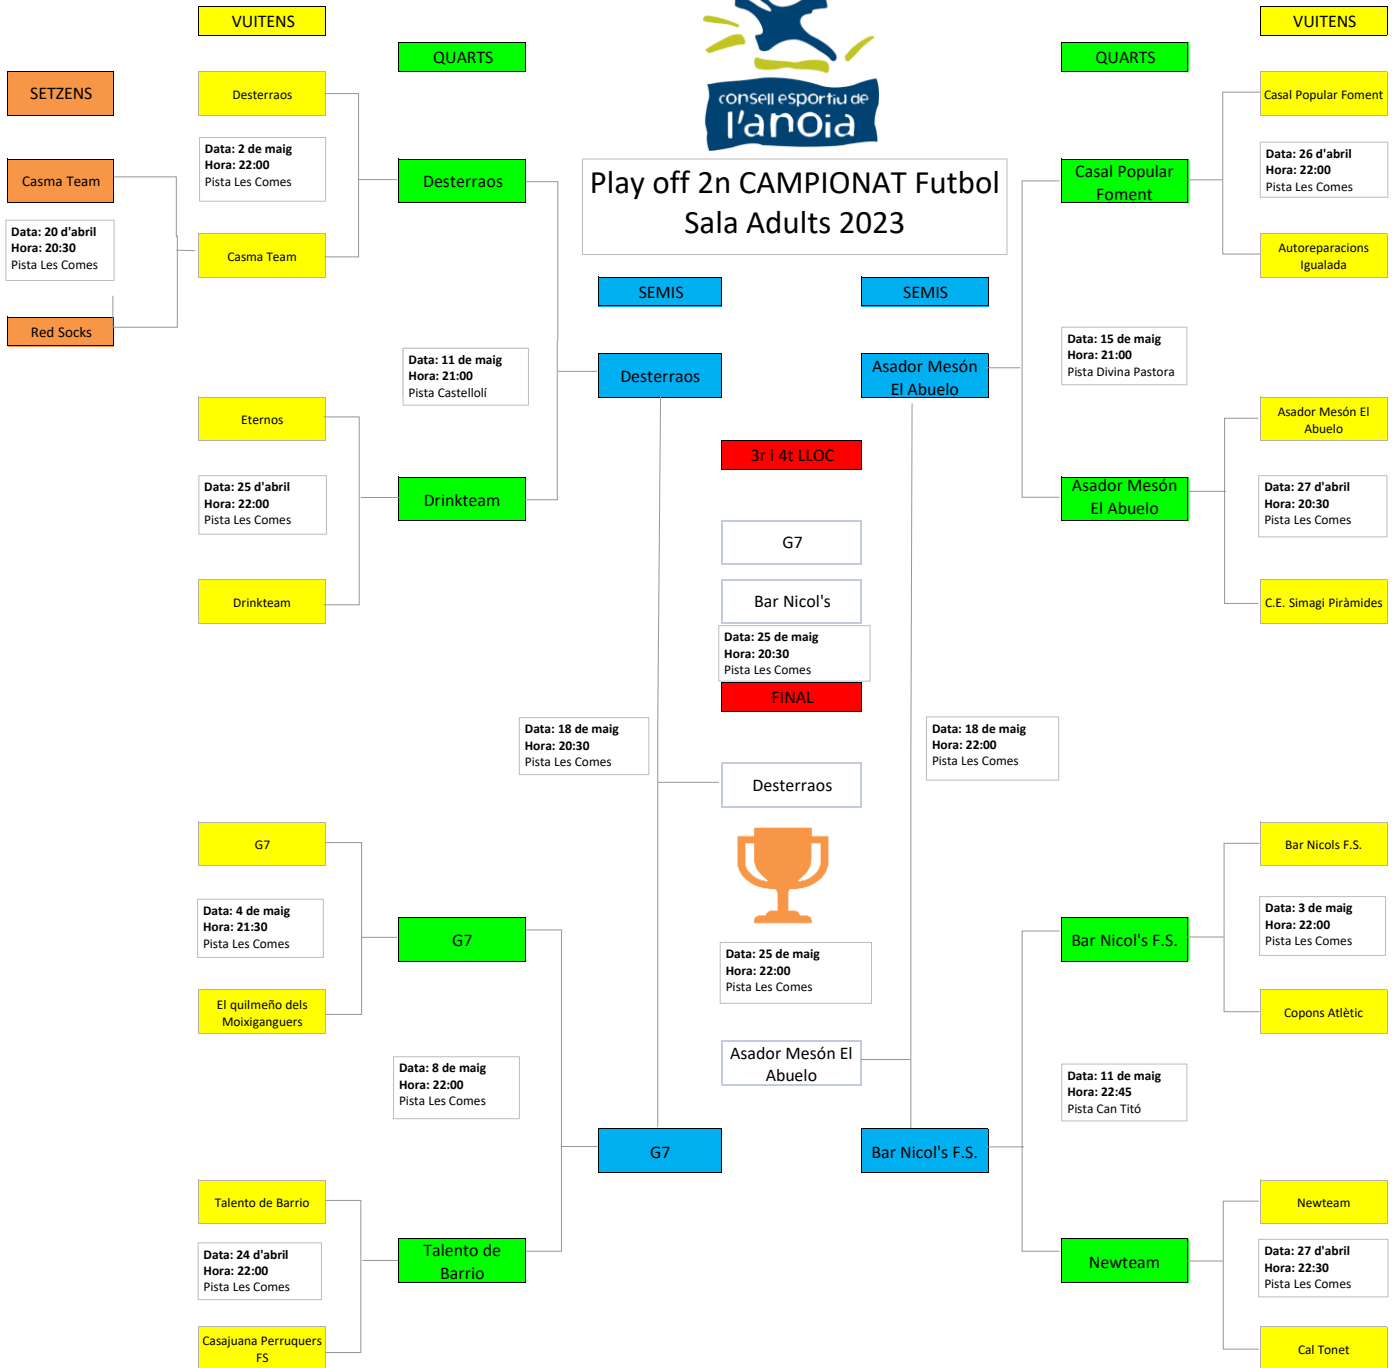 VUITENS
VUITENS
QUARTS
QUARTS
SETZENS
consell esportiu de
l'anoia
Play off 2n CAMPIONAT Futbol
Sala Adults 2023
Desterraos
Data: 2 de maig
Hora: 22:00
Pista Les Comes
Casma Team
Casma Team
Data: 20 d'abril
Hora: 20:30
Pista Les Comes
Red Socks
Desterraos
Eternos
Data: 25 d'abril
Hora: 22:00
Pista Les Comes
Drinkteam
Data: 11 de maig
Hora: 21:00
Pista Castellolí
Drinkteam
SEMIS
Desterraos
SEMIS
Asador Mesón
El Abuelo
Casal Popular
Foment
Data: 15 de maig
Hora: 21:00
Pista Divina Pastora
Asador Mesón
El Abuelo
Casal Popular Foment
Data: 26 d'abril
Hora: 22:00
Pista Les Comes
Autoreparacions
Igualada
Asador Mesón El
Abuelo
Data: 27 d'abril
Hora: 20:30
Pista Les Comes
C.E. Simagi Piràmides
3r i 4t LLOC
G7
Bar Nicol's
Data: 25 de maig
Hora: 20:30
Pista Les Comes
FINAL
Data: 18 de maig
Hora: 20:30
Pista Les Comes
Desterraos
Data: 18 de maig
Hora: 22:00
Pista Les Comes
Data: 25 de maig
Hora: 22:00
Pista Les Comes
Asador Mesón El
Abuelo
G7
Data: 4 de maig
Hora: 21:30
Pista Les Comes
El quilmeño dels
Moixiganguers
G7
Data: 8 de maig
Hora: 22:00
Pista Les Comes
G7
Talento de Barrio
Data: 24 d'abril
Hora: 22:00
Pista Les Comes
Casajuana Perruquers
FS
Talento de
Barrio
Bar Nicol's F.S.
Bar Nicol's F.S.
Data: 11 de maig
Hora: 22:45
Pista Can Titó
Newteam
Bar Nicols F.S.
Data: 3 de maig
Hora: 22:00
Pista Les Comes
Copons Atlètic
Newteam
Data: 27 d'abril
Hora: 22:30
Pista Les Comes
Cal Tonet